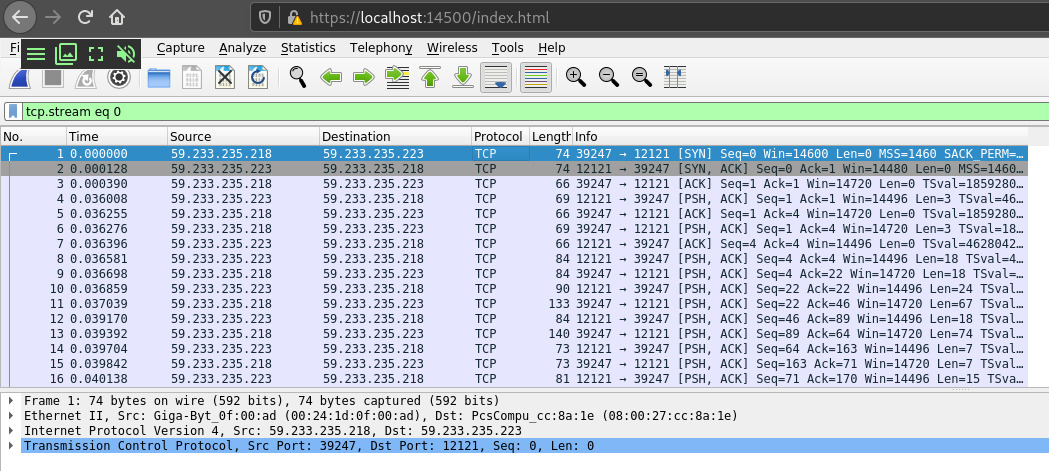 https://localhost:14500/index.html
Fi Capture Analyze Statistics Telephony Wireless Tools Help
tcp.stream eq 0
No. Time Source Destination Protocol Length Info
1 0.000000 59.233.235.218 59.233.235.223 TCP 74 39247 → 12121 [SYN] Seq=0 Win=14600 Len=0 MSS=1460 SACK_PERM=…
2 0.000128 59.233.235.223 59.233.235.218 TCP 74 12121 → 39247 [SYN, ACK] Seq=0 Ack=1 Win=14480 Len=0 MSS=1460…
3 0.000390 59.233.235.218 59.233.235.223 TCP 66 39247 → 12121 [ACK] Seq=1 Ack=1 Win=14720 Len=0 TSval=1859280…
4 0.036008 59.233.235.223 59.233.235.218 TCP 69 12121 → 39247 [PSH, ACK] Seq=1 Ack=1 Win=14496 Len=3 TSval=46…
5 0.036255 59.233.235.218 59.233.235.223 TCP 66 39247 → 12121 [ACK] Seq=1 Ack=4 Win=14720 Len=0 TSval=1859280…
6 0.036276 59.233.235.218 59.233.235.223 TCP 69 39247 → 12121 [PSH, ACK] Seq=1 Ack=4 Win=14720 Len=3 TSval=18…
7 0.036396 59.233.235.223 59.233.235.218 TCP 66 12121 → 39247 [ACK] Seq=4 Ack=4 Win=14496 Len=0 TSval=4628042…
8 0.036581 59.233.235.223 59.233.235.218 TCP 84 12121 → 39247 [PSH, ACK] Seq=4 Ack=4 Win=14496 Len=18 TSval=4…
9 0.036698 59.233.235.218 59.233.235.223 TCP 84 39247 → 12121 [PSH, ACK] Seq=4 Ack=22 Win=14720 Len=18 TSval=…
10 0.036859 59.233.235.223 59.233.235.218 TCP 90 12121 → 39247 [PSH, ACK] Seq=22 Ack=22 Win=14496 Len=24 TSval…
11 0.037039 59.233.235.218 59.233.235.223 TCP 133 39247 → 12121 [PSH, ACK] Seq=22 Ack=46 Win=14720 Len=67 TSval…
12 0.039170 59.233.235.223 59.233.235.218 TCP 84 12121 → 39247 [PSH, ACK] Seq=46 Ack=89 Win=14496 Len=18 TSval…
13 0.039392 59.233.235.218 59.233.235.223 TCP 140 39247 → 12121 [PSH, ACK] Seq=89 Ack=64 Win=14720 Len=74 TSval…
14 0.039704 59.233.235.223 59.233.235.218 TCP 73 12121 → 39247 [PSH, ACK] Seq=64 Ack=163 Win=14496 Len=7 TSval…
15 0.039842 59.233.235.218 59.233.235.223 TCP 73 39247 → 12121 [PSH, ACK] Seq=163 Ack=71 Win=14720 Len=7 TSval…
16 0.040138 59.233.235.223 59.233.235.218 TCP 81 12121 → 39247 [PSH, ACK] Seq=71 Ack=170 Win=14496 Len=15 TSva…
Frame 1: 74 bytes on wire (592 bits), 74 bytes captured (592 bits)
Ethernet II, Src: Giga-Byt_0f:00:ad (00:24:1d:0f:00:ad), Dst: PcsCompu_cc:8a:1e (08:00:27:cc:8a:1e)
Internet Protocol Version 4, Src: 59.233.235.218, Dst: 59.233.235.223
Transmission Control Protocol, Src Port: 39247, Dst Port: 12121, Seq: 0, Len: 0